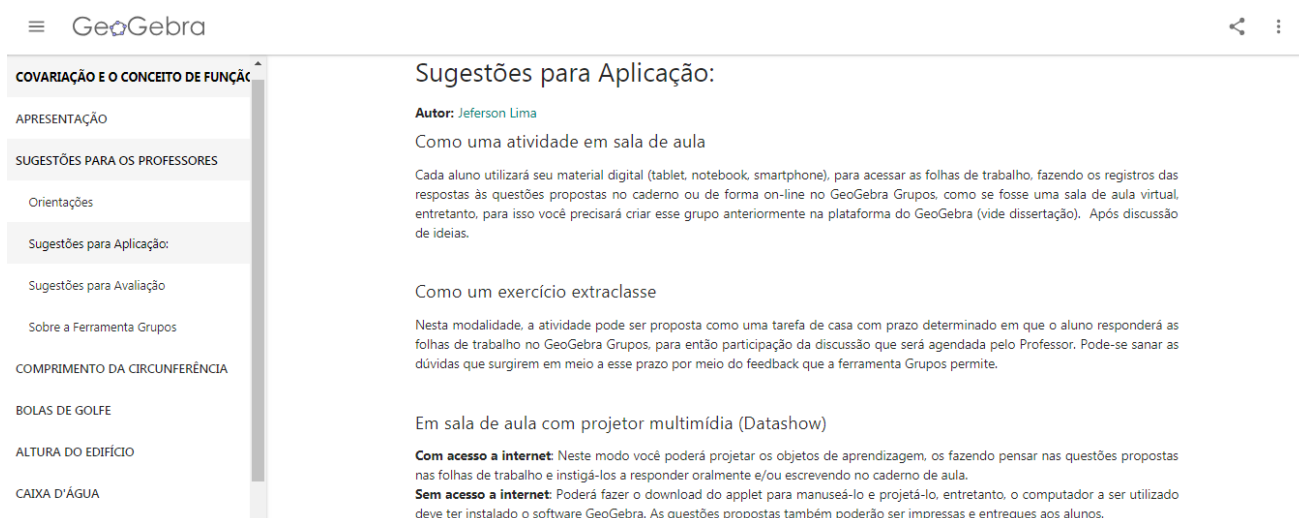 GeoGebra
COVARIAÇÃO E O CONCEITO DE FUNÇÃO
APRESENTAÇÃO
SUGESTÕES PARA OS PROFESSORES
Orientações
Sugestões para Aplicação:
Sugestões para Avaliação
Sobre a Ferramenta Grupos
COMPRIMENTO DA CIRCUNFERÊNCIA
BOLAS DE GOLFE
ALTURA DO EDIFÍCIO
CAIXA D'ÁGUA
Sugestões para Aplicação:
Autor: Jeferson Lima
Como uma atividade em sala de aula
Cada aluno utilizará seu material digital (tablet, notebook, smartphone), para acessar as folhas de trabalho, fazendo os registros das
respostas às questões propostas no caderno ou de forma on-line no GeoGebra Grupos, como se fosse uma sala de aula virtual,
entretanto, para isso você precisará criar esse grupo anteriormente na plataforma do GeoGebra (vide dissertação). Após discussão
de ideias.
Como um exercício extraclasse
Nesta modalidade, a atividade pode ser proposta como uma tarefa de casa com prazo determinado em que o aluno responderá as
folhas de trabalho no GeoGebra Grupos, para então participação da discussão que será agendada pelo Professor. Pode-se sanar as
dúvidas que surgirem em meio a esse prazo por meio do feedback que a ferramenta Grupos permite.
Em sala de aula com projetor multimídia (Datashow)
Com acesso a internet: Neste modo você poderá projetar os objetos de aprendizagem, os fazendo pensar nas questões propostas
nas folhas de trabalho e instigá-los a responder oralmente e/ou escrevendo no caderno de aula.
Sem acesso a internet: Poderá fazer o download do applet para manuseá-lo e projetá-lo, entretanto, o computador a ser utilizado
deve ter instalado o software GeoGebra. As questões propostas também poderão ser impressas e entregues aos alunos.